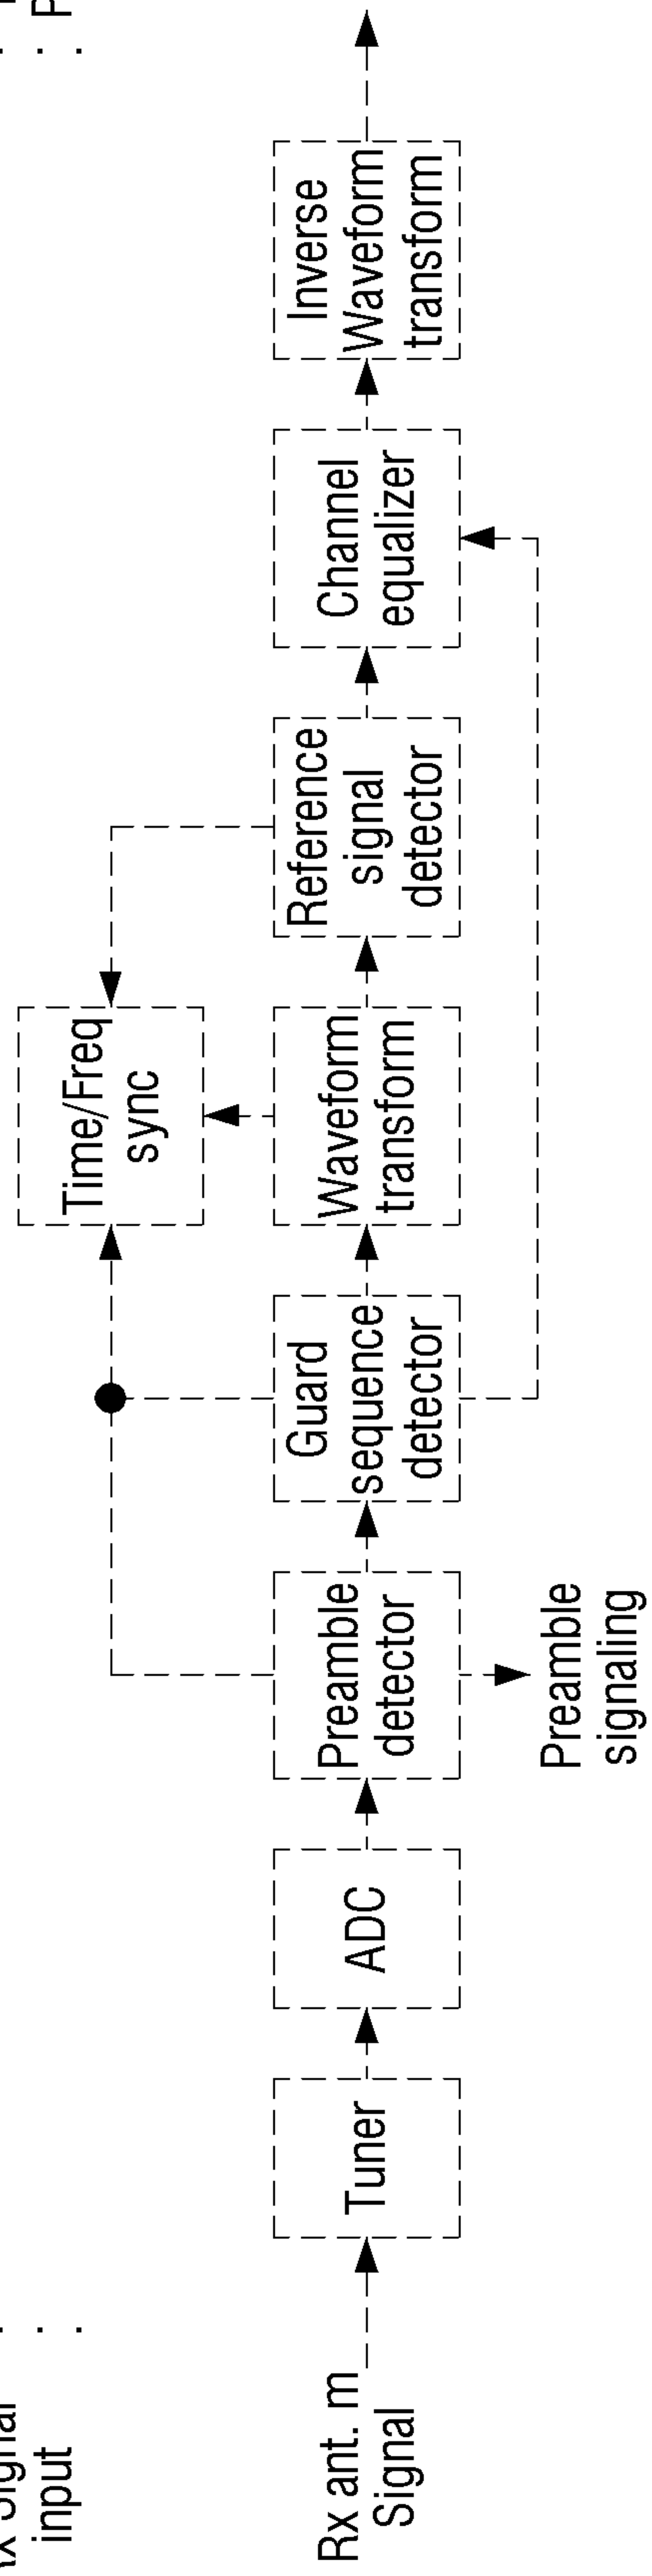 input
Time/Freq
sync
Rx ant. m
Signal
Tuner
ADC
Preamble
detector
Guard
sequence
detector
Waveform
transform
Reference
signal
detector
Channel
equalizer
Inverse
Waveform
transform
Preamble
signaling